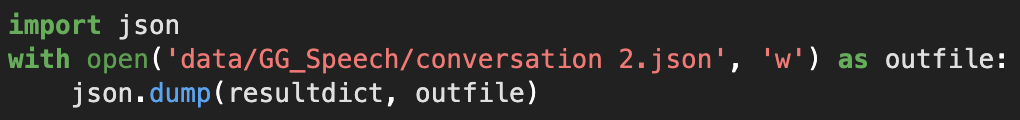 import json
with open('data/GG_Speech/conversation 2.json', 'w') as outfile:
    json.dump(resultdict, outfile)